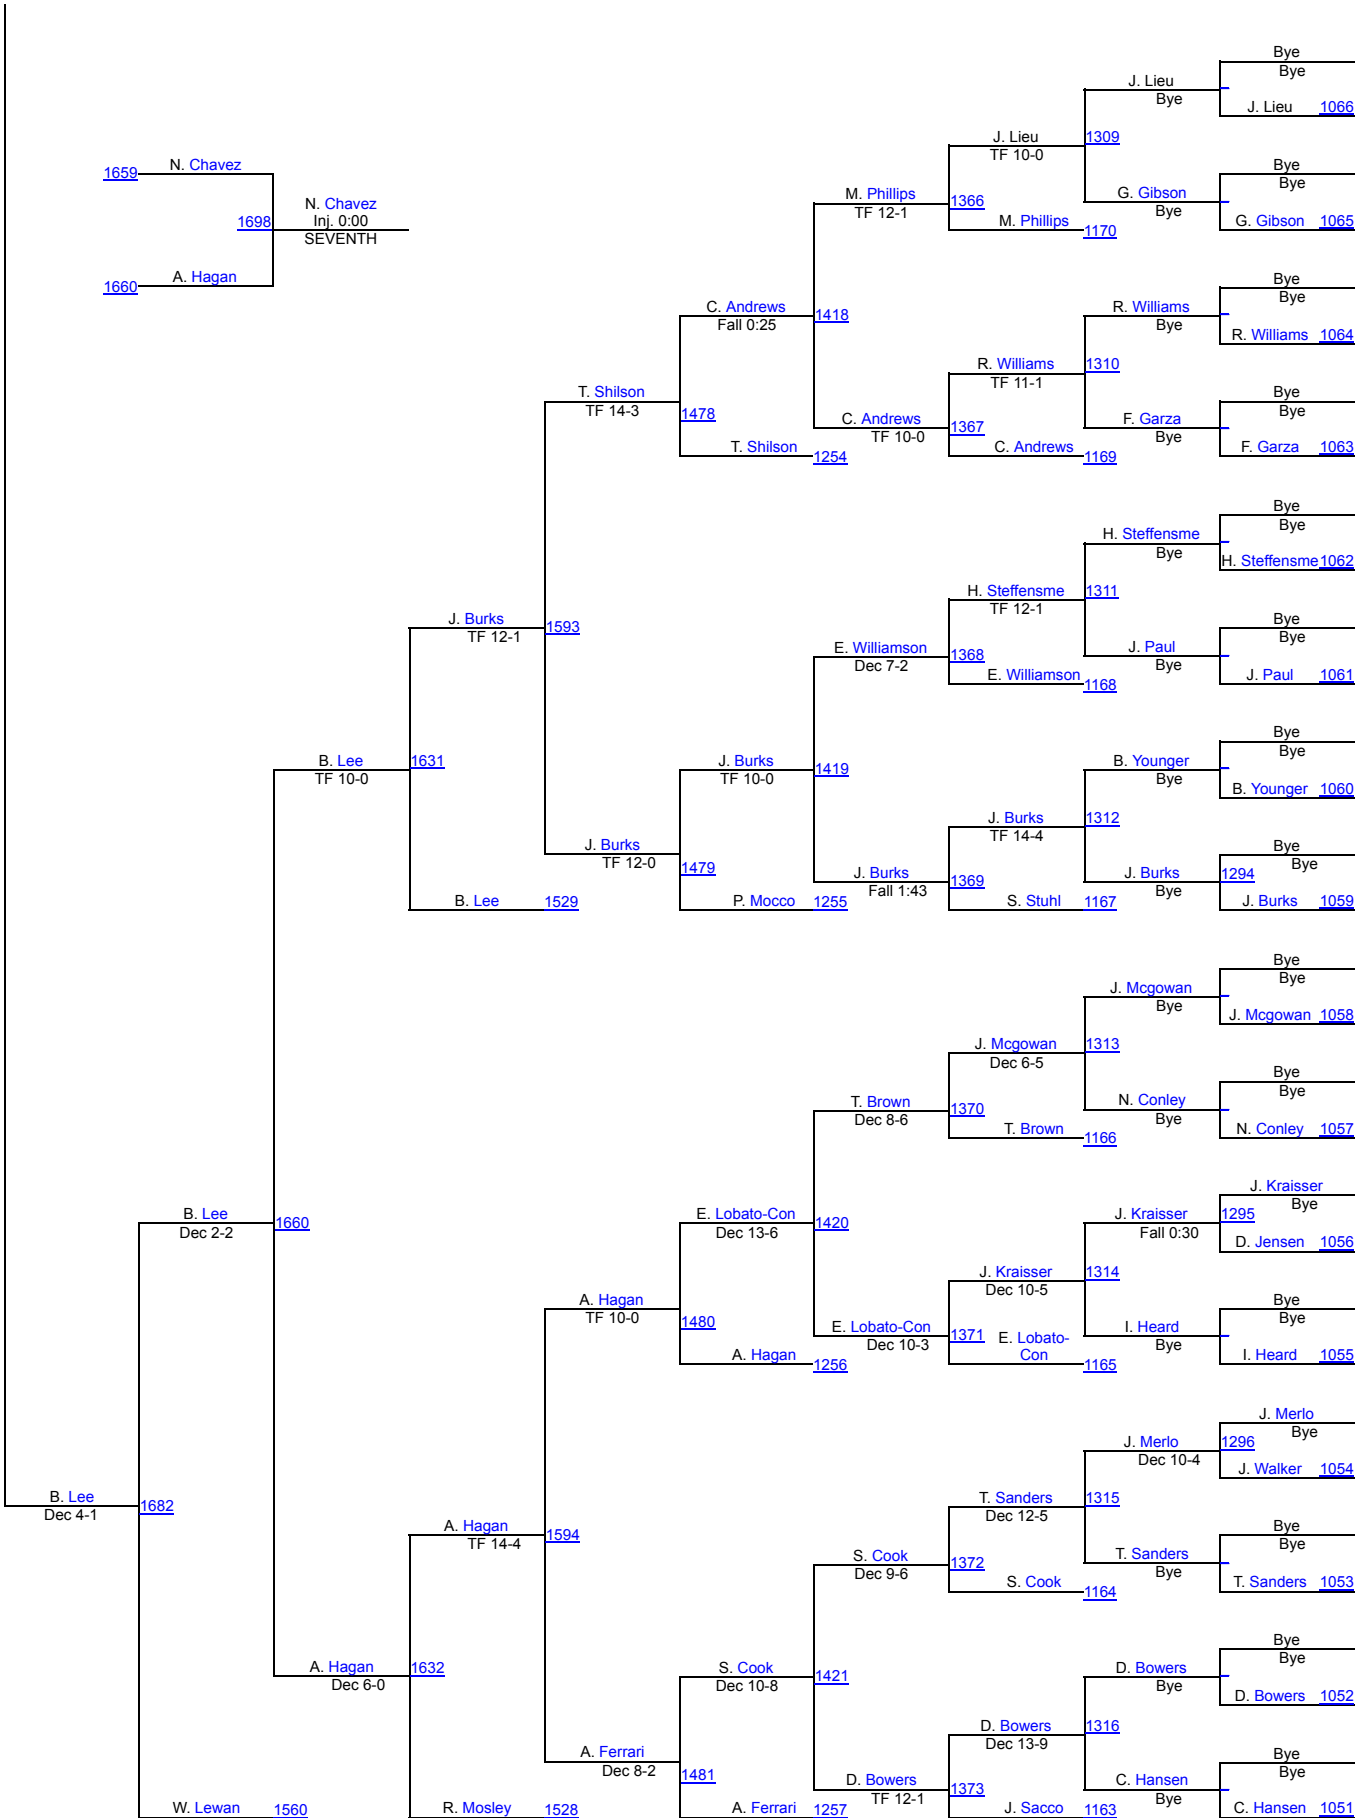 Bye
Bye
J. Lieu
Bye
J. Lieu 1066
J. Lieu
TF 10-0
1309
N. Chavez
1659
Bye
Bye
M. Phillips
TF 12-1
G. Gibson
Bye
1366
N. Chavez
Inj. 0:00
SEVENTH
1698
M. Phillips 1170
G. Gibson 1065
A. Hagan
1660
Bye
Bye
C. Andrews
Fall 0:25
1418
R. Williams
Bye
R. Williams 1064
R. Williams
TF 11-1
1310
T. Shilson
TF 14-3
Bye
Bye
1478
C. Andrews
TF 10-0
1367
F. Garza
Bye
T. Shilson 1254
C. Andrews 1169
F. Garza 1063
Bye
Bye
H. Steffensme
Bye
H. Steffensme 1062
H. Steffensme
TF 12-1
1311
J. Burks
TF 12-1
1593
Bye
Bye
E. Williamson
Dec 7-2
1368
J. Paul
Bye
E. Williamson 1168
J. Paul 1061
Bye
Bye
B. Lee
TF 10-0
1631
J. Burks
TF 10-0
1419
B. Younger
Bye
B. Younger 1060
J. Burks
TF 14-4
1312
J. Burks
TF 12-0
Bye
Bye
1479
J. Burks
Fall 1:43
1369
J. Burks
Bye
1294
B. Lee 1529
P. Mocco 1255
S. Stuhl 1167
J. Burks 1059
Bye
Bye
J. Mcgowan
Bye
J. Mcgowan 1058
J. Mcgowan
Dec 6-5
1313
Bye
Bye
T. Brown
Dec 8-6
1370
N. Conley
Bye
T. Brown 1166
N. Conley 1057
J. Kraisser
Bye
B. Lee
Dec 2-2
1660
E. Lobato-Con
Dec 13-6
1420
J. Kraisser
Fall 0:30
1295
D. Jensen 1056
J. Kraisser
Dec 10-5
1314
A. Hagan
TF 10-0
Bye
Bye
1480
E. Lobato-Con
Dec 10-3
1371
I. Heard
Bye
A. Hagan 1256
E. Lobato-
Con
1165
I. Heard 1055
J. Merlo
Bye
J. Merlo
Dec 10-4
1296
J. Walker 1054
B. Lee
Dec 4-1
1682
T. Sanders
Dec 12-5
1315
A. Hagan
TF 14-4
1594
Bye
Bye
S. Cook
Dec 9-6
1372
T. Sanders
Bye
S. Cook 1164
T. Sanders 1053
Bye
Bye
A. Hagan
Dec 6-0
1632
S. Cook
Dec 10-8
1421
D. Bowers
Bye
D. Bowers 1052
D. Bowers
Dec 13-9
1316
A. Ferrari
Dec 8-2
Bye
Bye
1481
D. Bowers
TF 12-1
1373
C. Hansen
Bye
W. Lewan 1560
R. Mosley 1528
A. Ferrari 1257
J. Sacco 1163
C. Hansen 1051